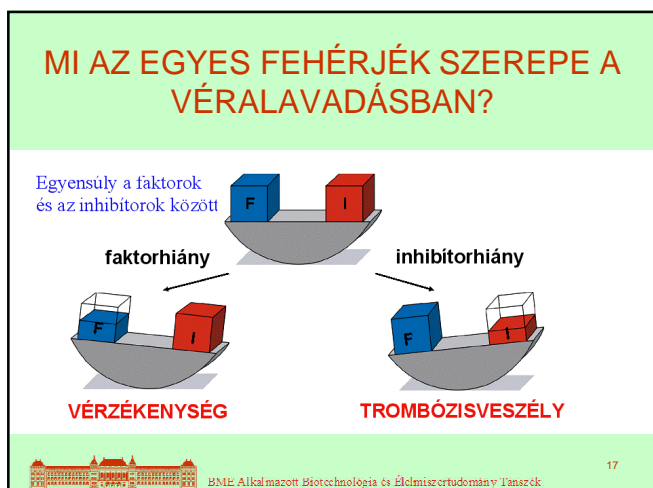 MI AZ EGYES FEHÉRJÉK SZEREPE A
VÉRALAVADÁSBAN?
Egyensúly a faktorok
és az inhibítorok között
F
I
faktorhiány
inhibítorhiány
F
I
F
I
VÉRZÉKENYSÉG
TROMBÓZISVESZÉLY
17
BME Alkalmazott Biotechnológia és Élelmiszertudomány Tanszék